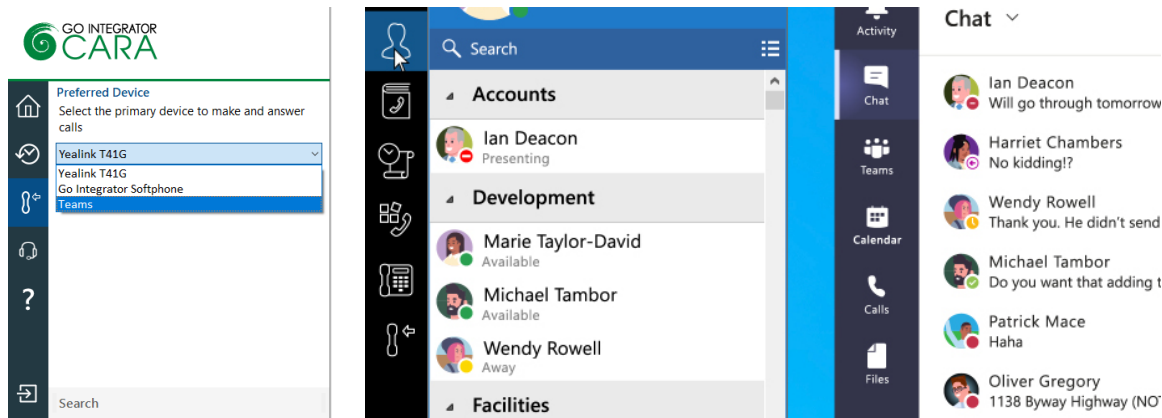 GO INTEGRATOR
CARA
Preferred Device
Select the primary device to make and answer
calls
Yealink T41G
Yealink T41G
Go Integrator Softphone
Teams
?
Search
Search
Accounts
Ian Deacon
Presenting
Development
Marie Taylor-David
Available
Michael Tambor
Available
Wendy Rowell
Away
Facilities
Activity
Chat
Teams
Calendar
Calls
Files
Chat
Ian Deacon
Will go through tomorrow
Harriet Chambers
No kidding!?
Wendy Rowell
Thank you. He didn't send
Michael Tambor
Do you want that adding t
Patrick Mace
Haha
Oliver Gregory
1138 Byway Highway (NOT